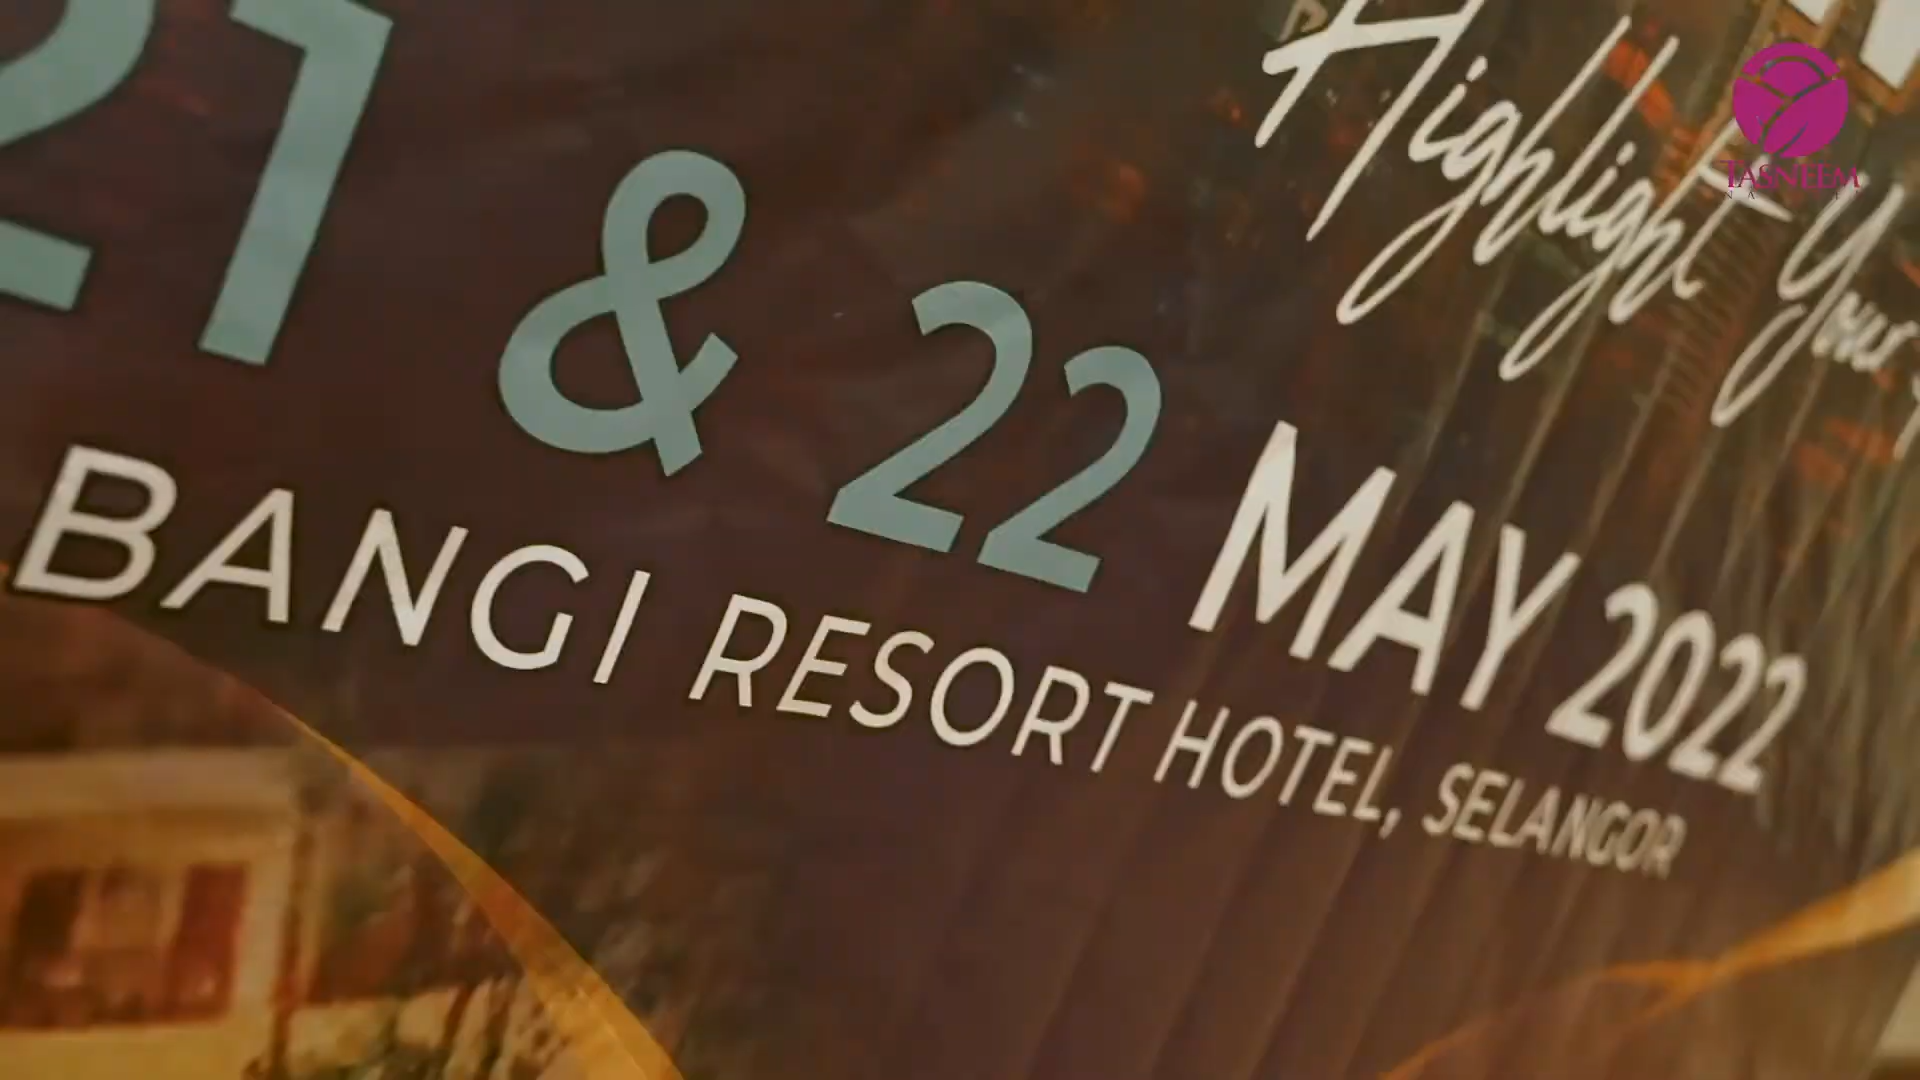 Highlight Your
TASNEEM
21 & 22 MAY 2022
BANGI RESORT HOTEL, SELANGOR